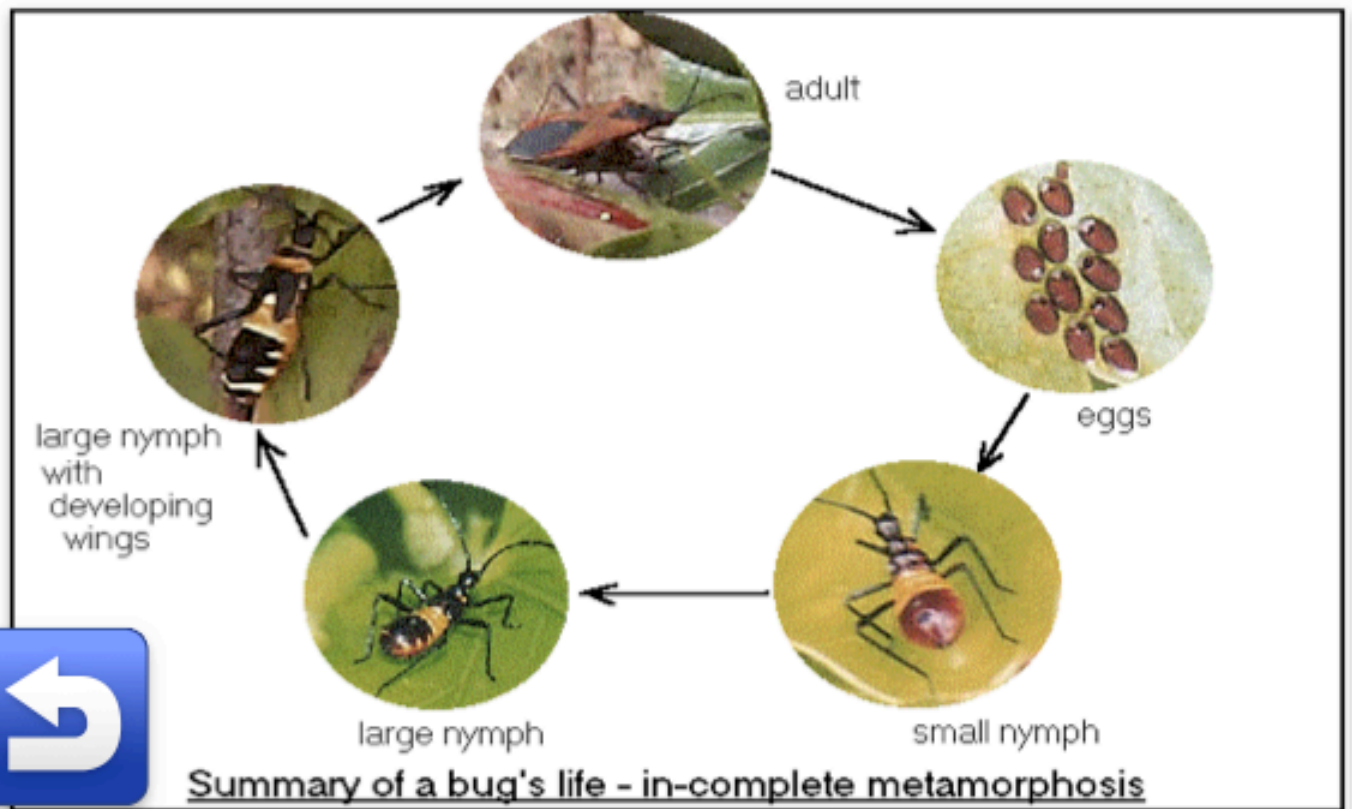 adult
eggs
large nymph
with
developing
wings
large nymph
small nymph
Summary of a bug's life - in-complete metamorphosis